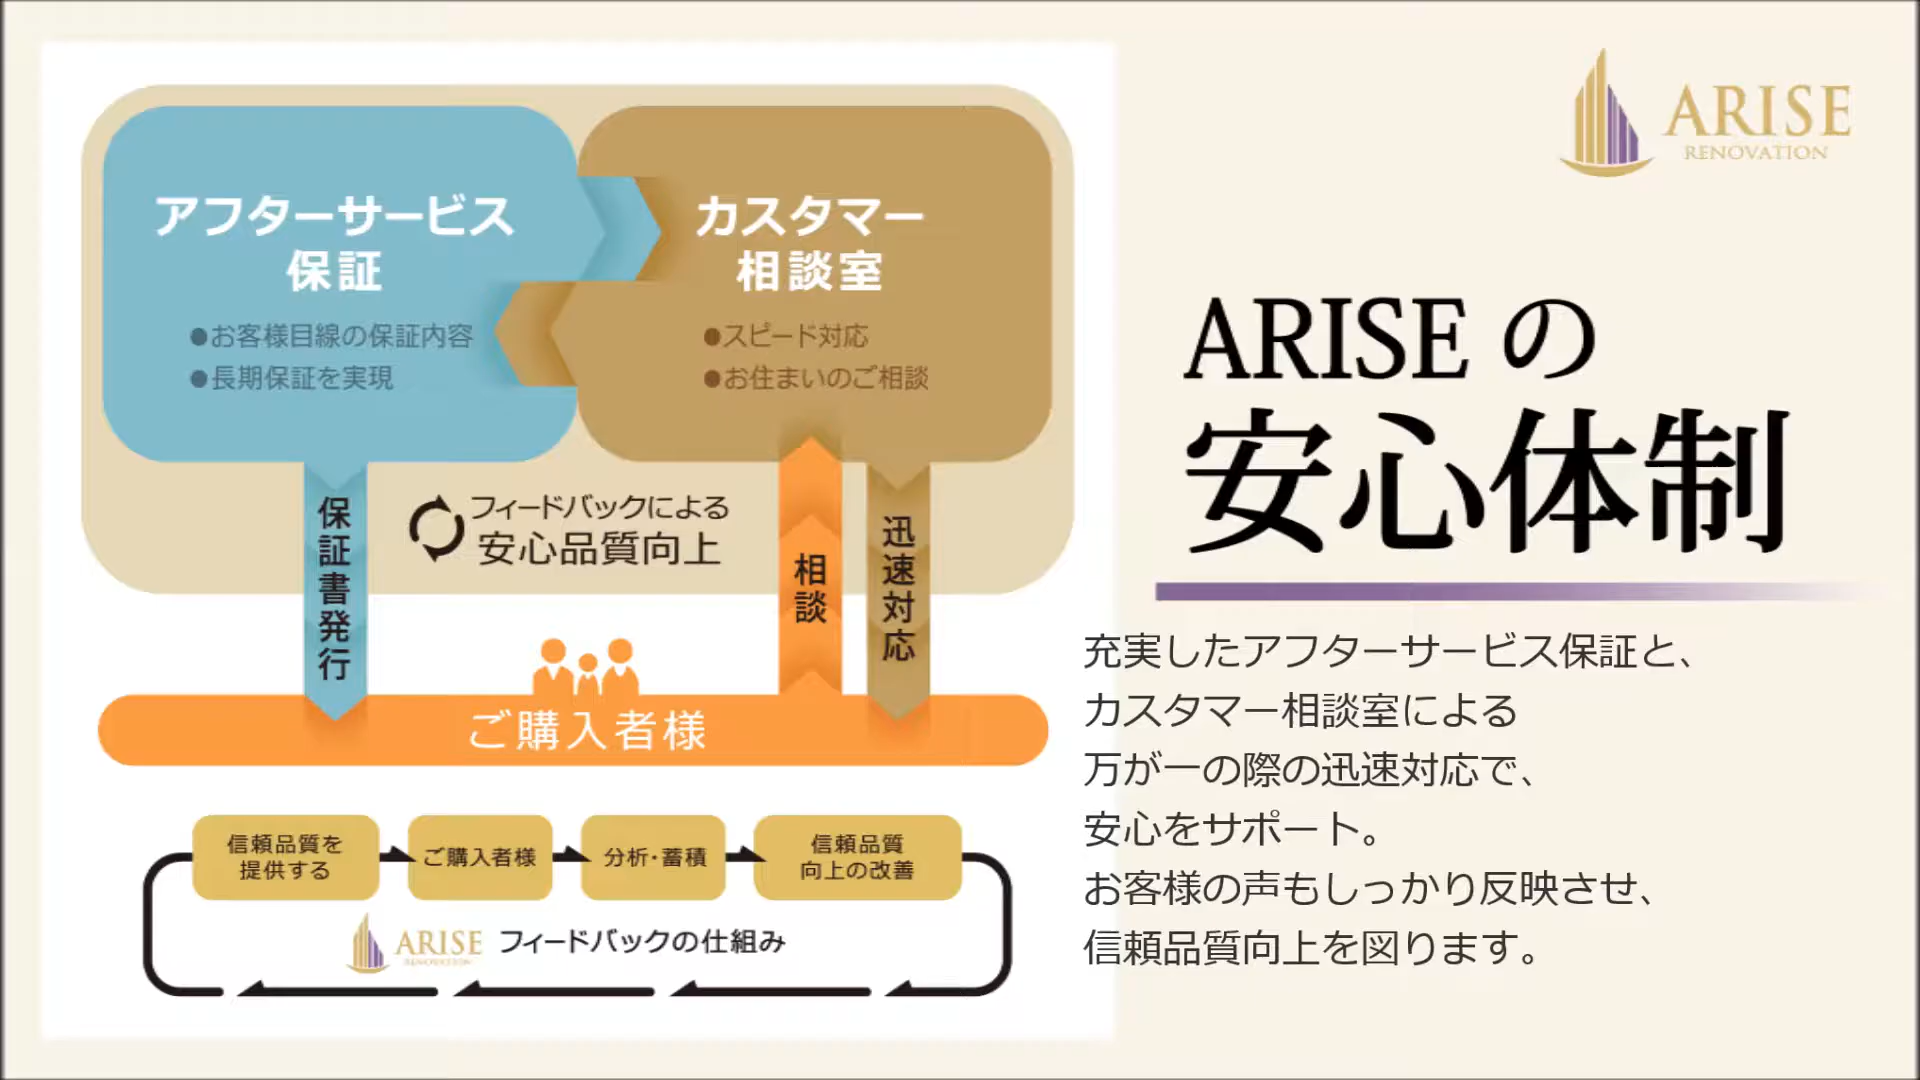 アフターサービス
保証
●お客様目線の保証内容
●長期保証を実現
カスタマー
相談室
●スピード対応
●お住まいのご相談
保証書発行
フィードバックによる
安心品質向上
相談
迅速対応
ご購入者様
信頼品質を
提供する
ご購入者様
分析・蓄積
信頼品質
向上の改善
ARISE
RENOVATION
フィードバックの仕組み
ARISE
RENOVATION
ARISE の
安心体制
充実したアフターサービス保証と、
カスタマー相談室による
万が一の際の迅速対応で、
安心をサポート。
お客様の声もしっかり反映させ、
信頼品質向上を図ります。